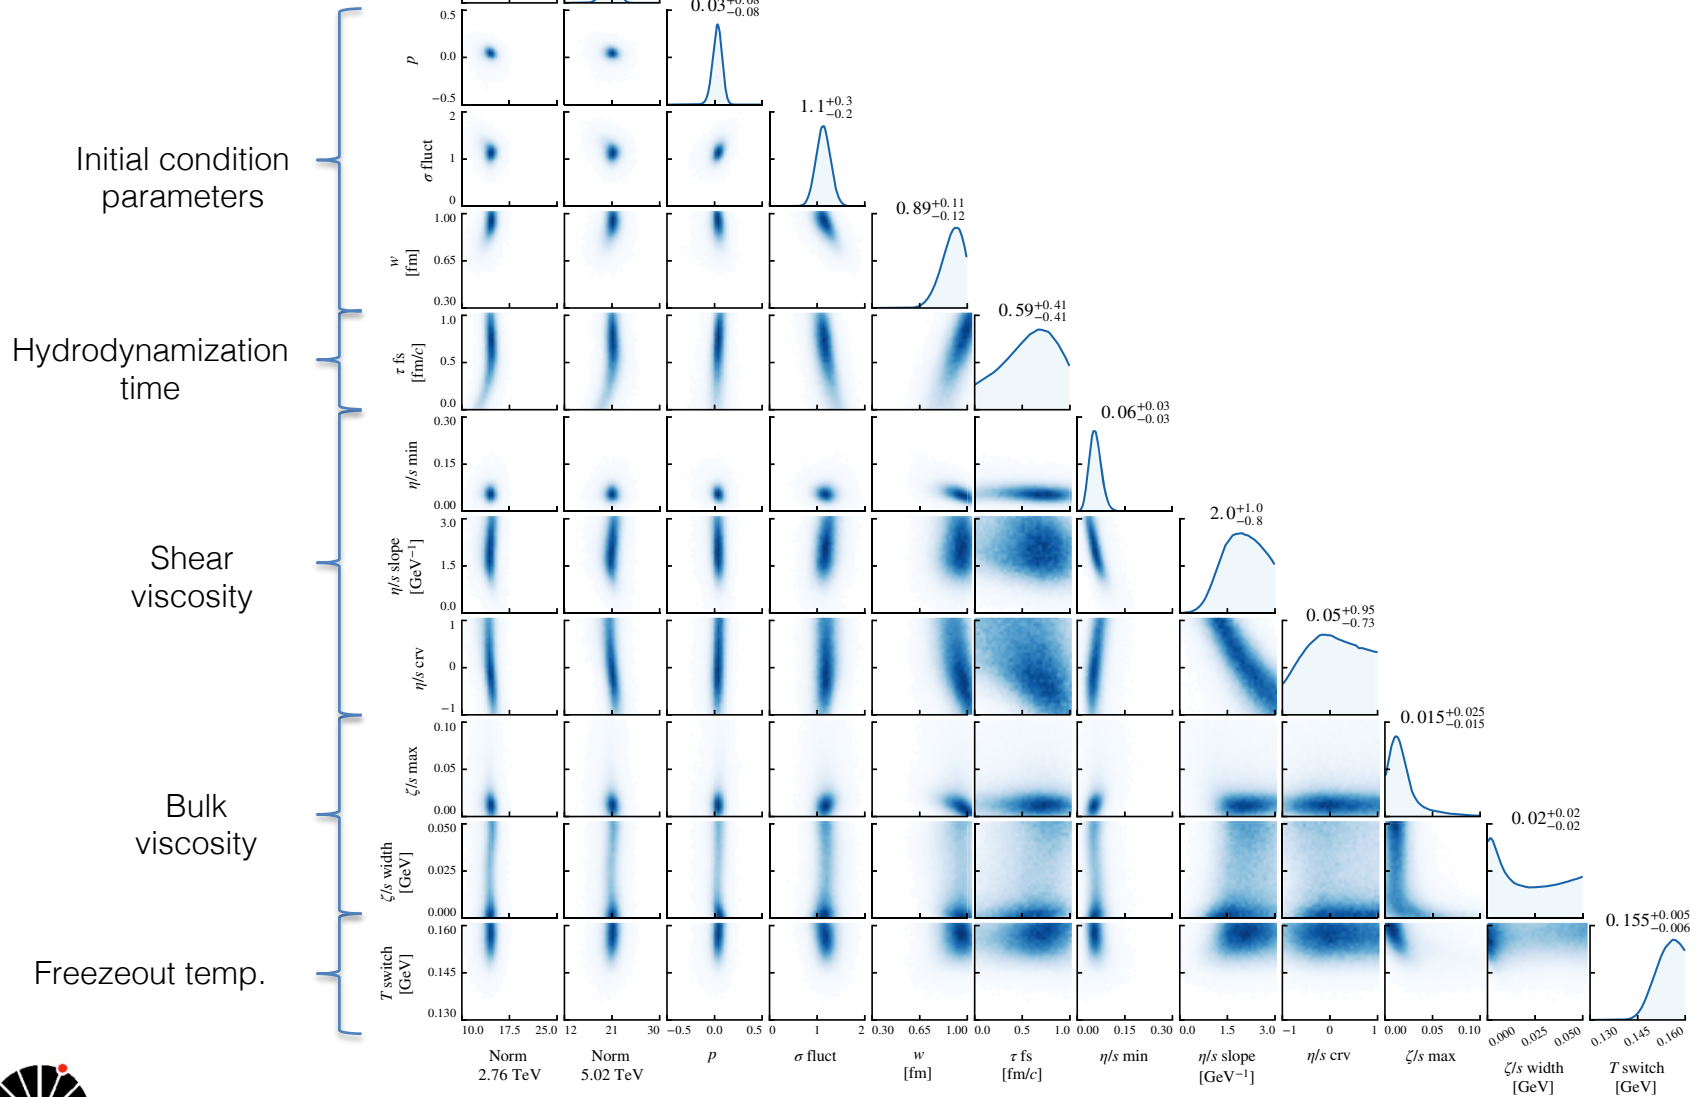 0.03+0.08−0.08
0.5
0.0
−0.5
p
1.1+0.3−0.2
2
1
0
σ fluct
Initial condition
parameters
0.89+0.11−0.12
1.00
0.65
0.30
w
[fm]
0.59+0.41−0.41
1.0
0.5
0.0
τ fs
[fm/c]
Hydrodynamization
time
0.06+0.03−0.03
0.30
0.15
0.00
η/s min
2.0+1.0−0.8
3.0
1.5
0.0
η/s slope
[GeV−1]
Shear
viscosity
0.05+0.95−0.73
1
0
−1
η/s crv
0.015+0.025−0.015
0.10
0.05
0.00
ζ/s max
Bulk
viscosity
0.02+0.02−0.02
0.050
0.025
0.000
ζ/s width
[GeV]
0.155+0.005−0.006
0.160
0.145
0.130
T switch
[GeV]
Freezeout temp.
10.0 17.5 25.0 12 21 30 −0.5 0.0 0.5 0 1 2 0.30 0.65 1.00 0.0 0.5 1.0 0.00 0.15 0.30 0.0 1.5 3.0 −1 0 1 0.00 0.05 0.10 0.000 0.025 0.050 0.130 0.145 0.160
Norm Norm p σ fluct w τ fs η/s min η/s slope η/s crv ζ/s max ζ/s width T switch
2.76 TeV 5.02 TeV [fm] [fm/c] [GeV−1] [GeV] [GeV]